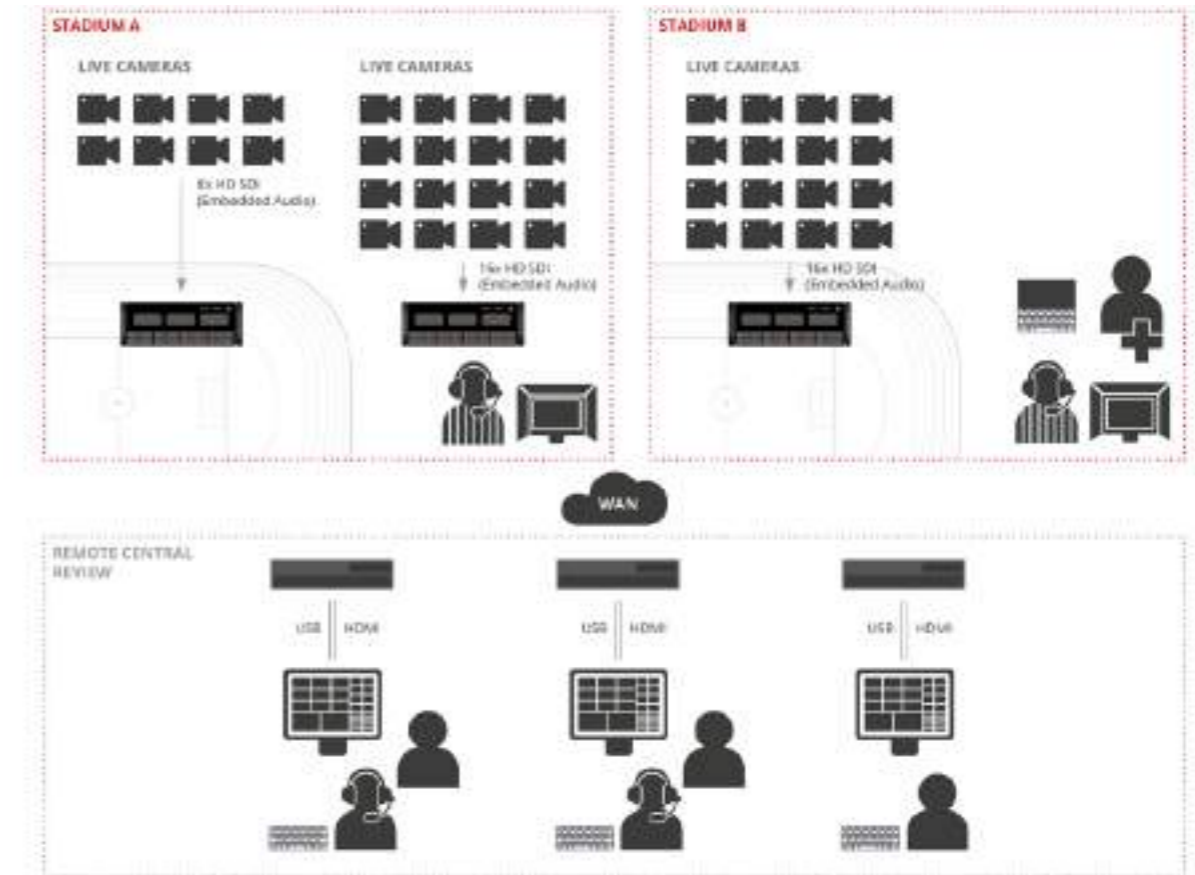 STADIUM A
LIVE CAMERAS
LIVE CAMERAS
8x HD SDI
(Embedded Audio)
16x HD SDI
(Embedded Audio)
STADIUM B
LIVE CAMERAS
16x HD SDI
(Embedded Audio)
WAN
REMOTE CENTRAL
REVIEW
USB HDMI
USB HDMI
USB HDMI